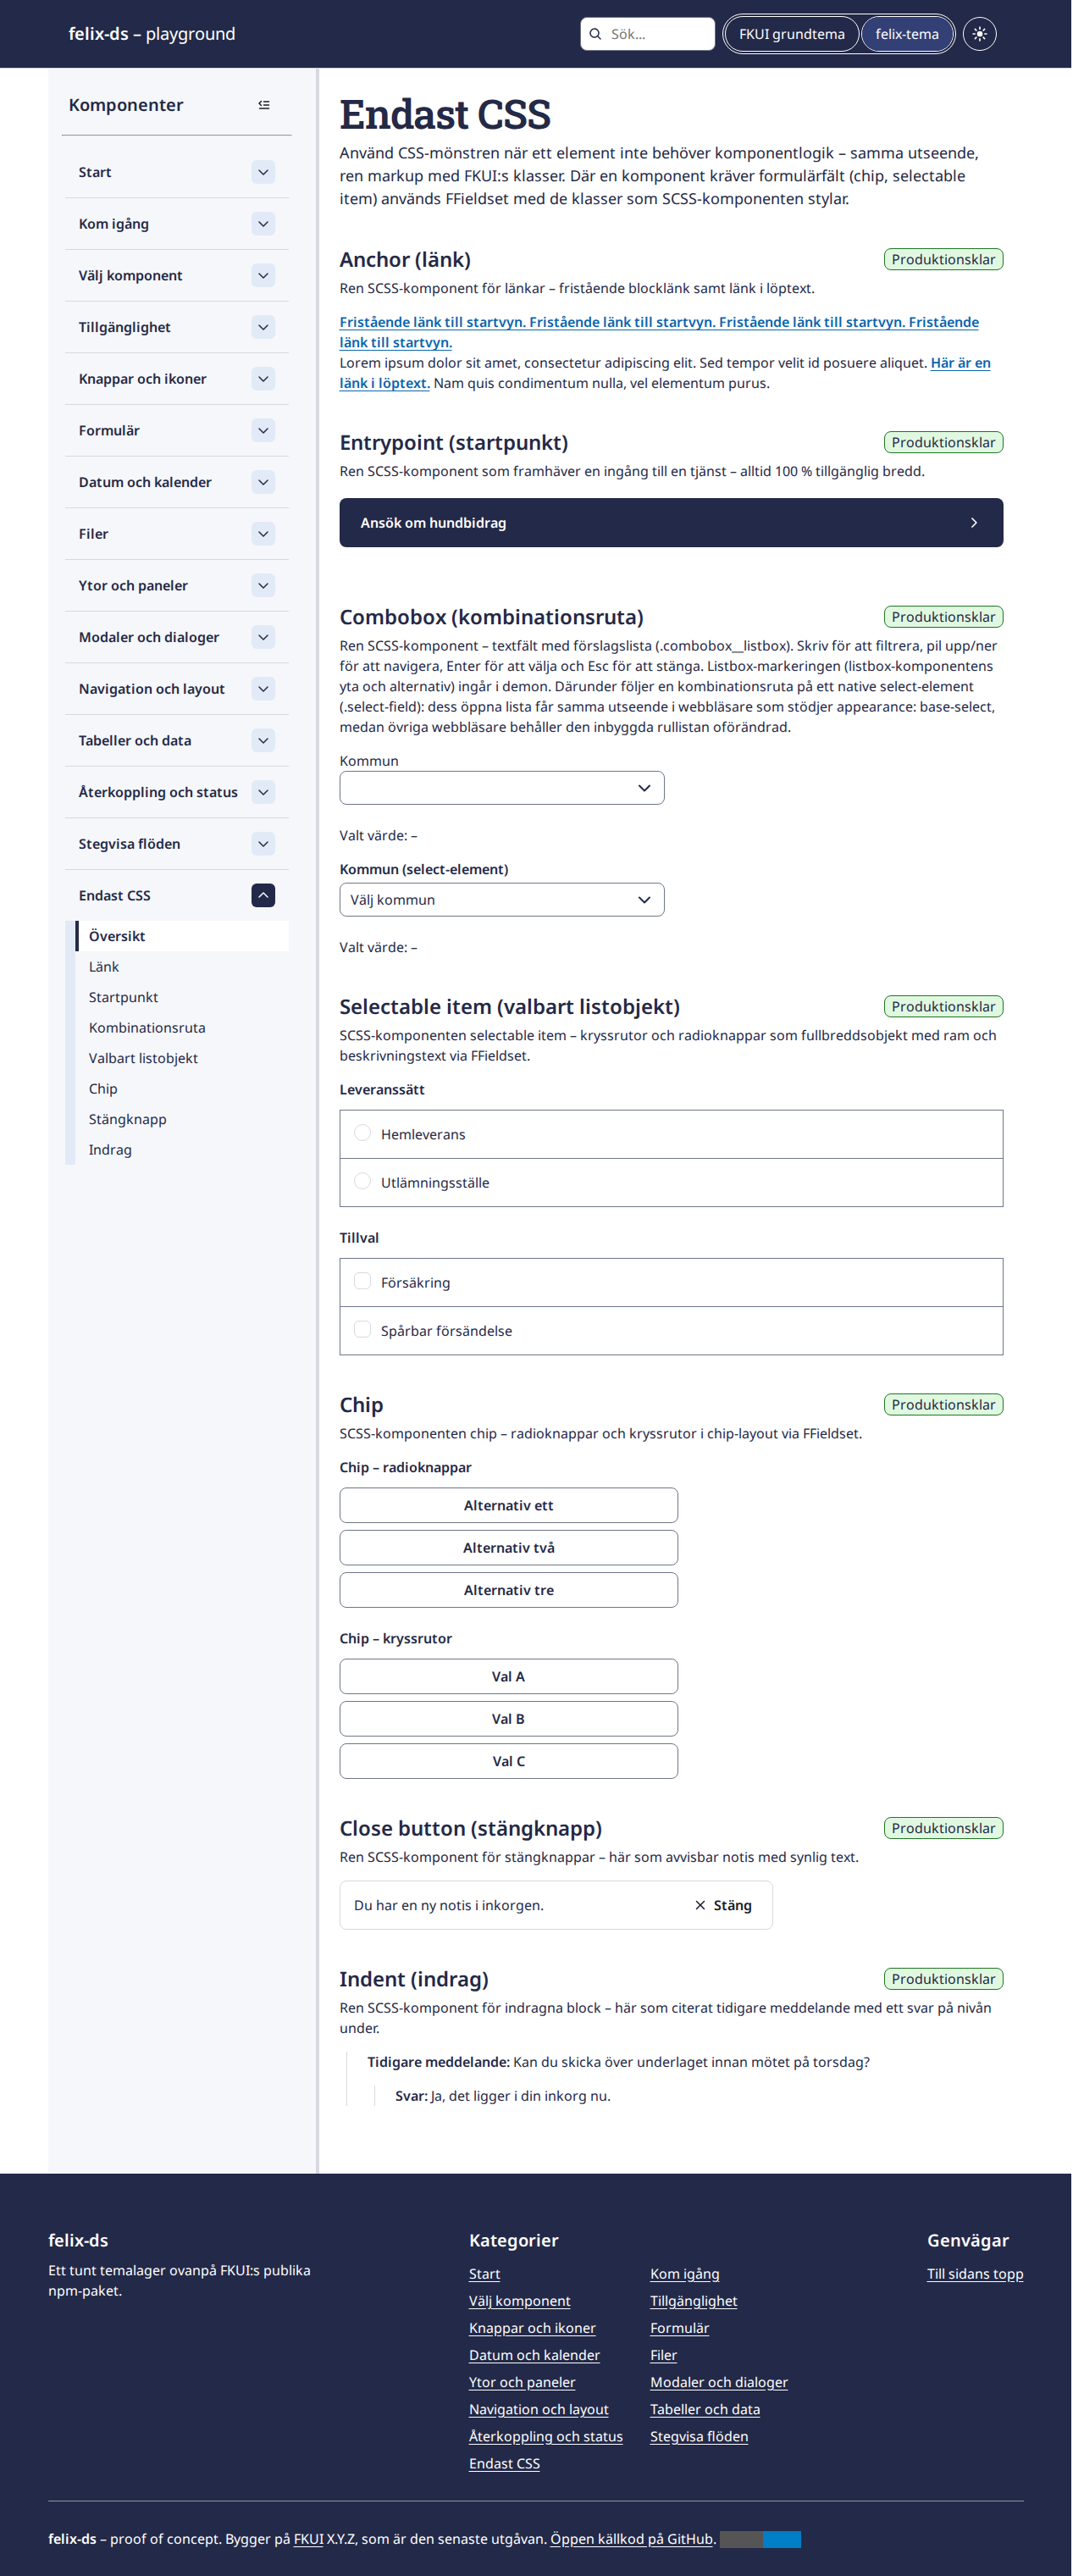 felix-ds – playground
Sök...
FKUI grundtema
felix-tema
Komponenter
Start
Kom igång
Välj komponent
Tillgänglighet
Knappar och ikoner
Formulär
Datum och kalender
Filer
Ytor och paneler
Modaler och dialoger
Navigation och layout
Tabeller och data
Återkoppling och status
Stegvisa flöden
Endast CSS
Översikt
Länk
Startpunkt
Kombinationsruta
Valbart listobjekt
Chip
Stängknapp
Indrag
Endast CSS
Använd CSS-mönstren när ett element inte behöver komponentlogik – samma utseende,
ren markup med FKUI:s klasser. Där en komponent kräver formulärfält (chip, selectable
item) används FFieldset med de klasser som SCSS-komponenten stylar.
Anchor (länk)
Produktionsklar
Ren SCSS-komponent för länkar – fristående blocklänk samt länk i löptext.
Fristående länk till startvyn. Fristående länk till startvyn. Fristående länk till startvyn. Fristående
länk till startvyn.
Lorem ipsum dolor sit amet, consectetur adipiscing elit. Sed tempor velit id posuere aliquet. Här är en
länk i löptext. Nam quis condimentum nulla, vel elementum purus.
Entrypoint (startpunkt)
Produktionsklar
Ren SCSS-komponent som framhäver en ingång till en tjänst – alltid 100 % tillgänglig bredd.
Ansök om hundbidrag
Combobox (kombinationsruta)
Produktionsklar
Ren SCSS-komponent – textfält med förslagslista (.combobox__listbox). Skriv för att filtrera, pil upp/ner
för att navigera, Enter för att välja och Esc för att stänga. Listbox-markeringen (listbox-komponentens
yta och alternativ) ingår i demon. Därunder följer en kombinationsruta på ett native select-element
(.select-field): dess öppna lista får samma utseende i webbläsare som stödjer appearance: base-select,
medan övriga webbläsare behåller den inbyggda rullistan oförändrad.
Kommun
Valt värde: –
Kommun (select-element)
Välj kommun
Valt värde: –
Selectable item (valbart listobjekt)
Produktionsklar
SCSS-komponenten selectable item – kryssrutor och radioknappar som fullbreddsobjekt med ram och
beskrivningstext via FFieldset.
Leveranssätt
Hemleverans
Utlämningsställe
Tillval
Försäkring
Spårbar försändelse
Chip
Produktionsklar
SCSS-komponenten chip – radioknappar och kryssrutor i chip-layout via FFieldset.
Chip – radioknappar
Alternativ ett
Alternativ två
Alternativ tre
Chip – kryssrutor
Val A
Val B
Val C
Close button (stängknapp)
Produktionsklar
Ren SCSS-komponent för stängknappar – här som avvisbar notis med synlig text.
Du har en ny notis i inkorgen.
Stäng
Indent (indrag)
Produktionsklar
Ren SCSS-komponent för indragna block – här som citerat tidigare meddelande med ett svar på nivån
under.
Tidigare meddelande: Kan du skicka över underlaget innan mötet på torsdag?
Svar: Ja, det ligger i din inkorg nu.
felix-ds
Ett tunt temalager ovanpå FKUI:s publika
npm-paket.
Kategorier
Start
Kom igång
Välj komponent
Tillgänglighet
Knappar och ikoner
Formulär
Datum och kalender
Filer
Ytor och paneler
Modaler och dialoger
Navigation och layout
Tabeller och data
Återkoppling och status
Stegvisa flöden
Endast CSS
Genvägar
Till sidans topp
felix-ds – proof of concept. Bygger på FKUI X.Y.Z, som är den senaste utgåvan. Öppen källkod på GitHub.